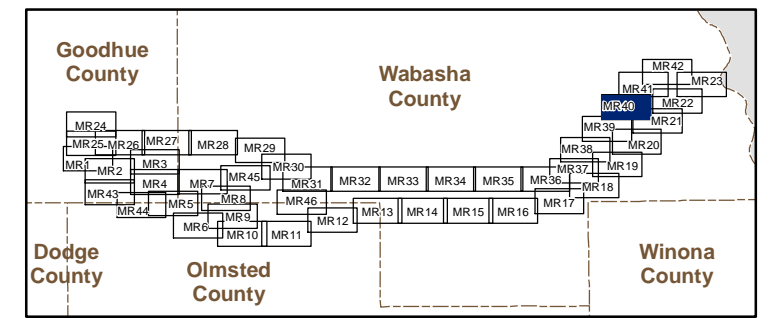 Goodhue
County
Wabasha
County
MR42
MR41
MR23
MR40
MR22
MR21
MR24
MR39
MR25
MR26
MR27
MR28
MR29
MR20
MR38
MR1
MR2
MR3
MR30
MR37
MR19
MR4
MR7
MR45
MR31
MR32
MR33
MR34
MR35
MR36
MR18
MR43
MR44
MR5
MR8
MR46
MR17
MR6
MR9
MR12
MR13
MR14
MR15
MR16
MR10
MR11
Dodge
County
Olmsted
County
Winona
County